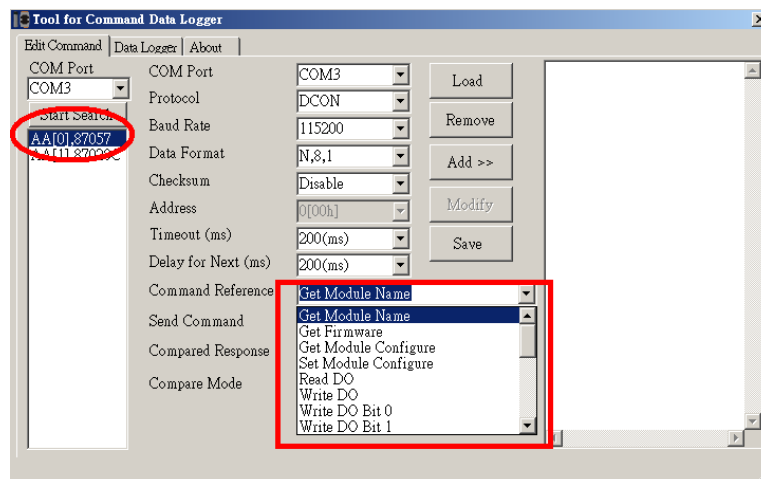 Tool for Command Data Logger
Edit Command Data Logger About
COM Port
COM3
Start Search
AA[0],87057
COM Port COM3
Protocol DCON
Baud Rate 115200
Data Format N,8,1
Checksum Disable
Address 0[00h]
Timeout (ms) 200(ms)
Delay for Next (ms) 200(ms)
Command Reference Get Module Name
Send Command
Compared Response
Compare Mode
Get Module Name
Get Firmware
Get Module Configure
Set Module Configure
Read DO
Write DO
Write DO Bit 0
Write DO Bit 1
Load
Remove
Add >>
Modify
Save